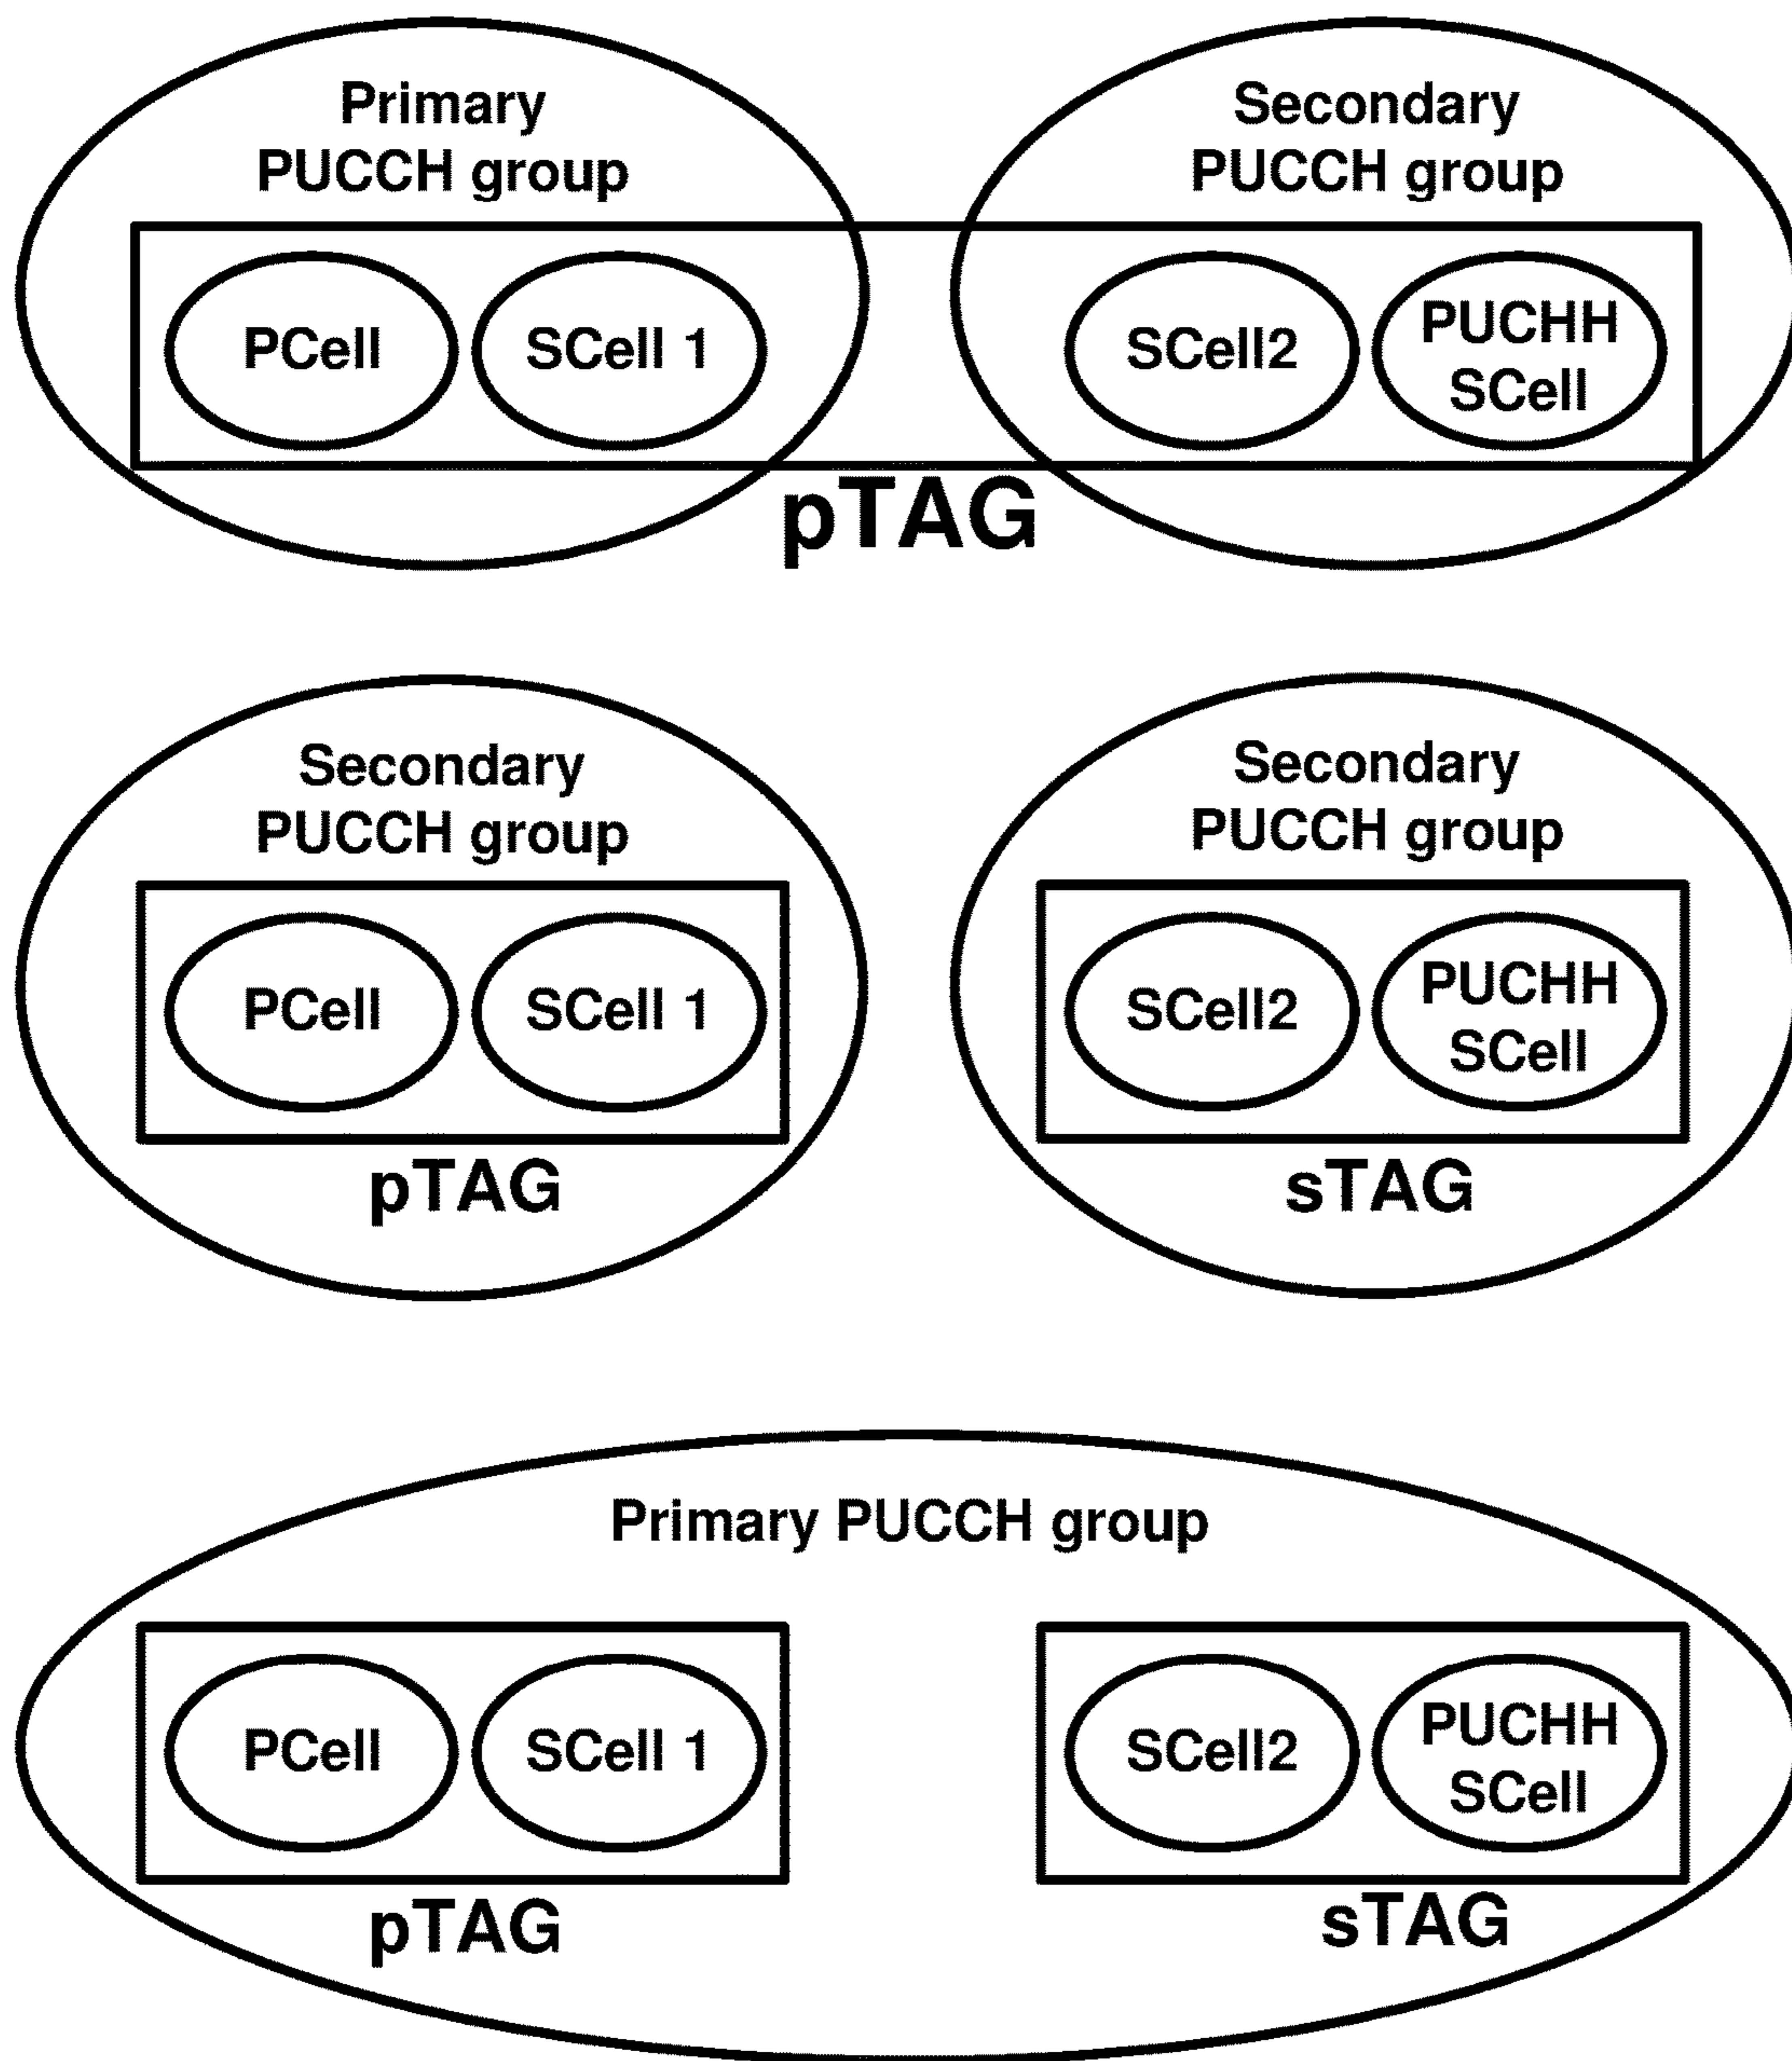 Primary
PUCCH group
Secondary
PUCCH group
PCell
SCell 1
SCell2
PUCHH
SCell
pTAG
Secondary
PUCCH group
Secondary
PUCCH group
PCell
SCell 1
SCell2
PUCHH
SCell
pTAG
sTAG
Primary PUCCH group
PCell
SCell 1
SCell2
PUCHH
SCell
pTAG
sTAG